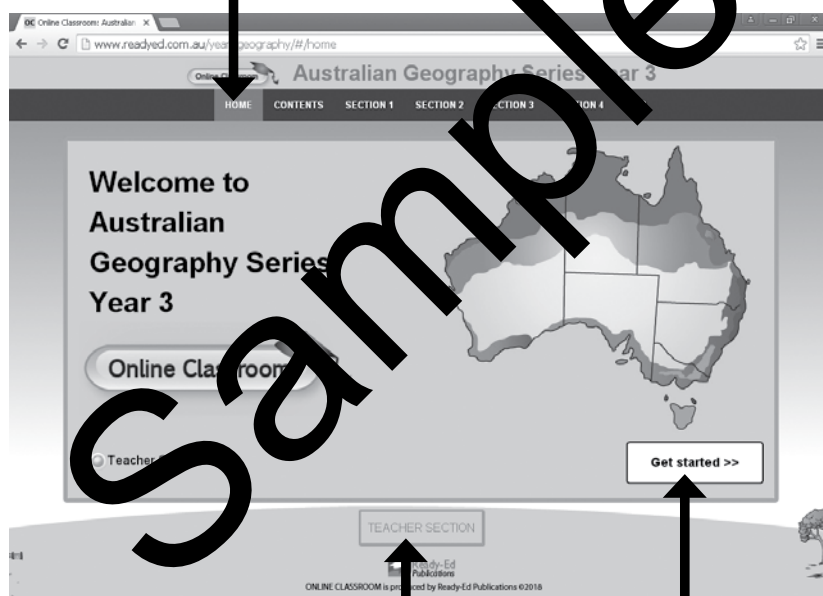 OC Online Classroom: Australian
www.readyed.com.au/year geography/#/home
Online Classroom
Australian Geography Series Year 3
HOME CONTENTS SECTION 1 SECTION 2 SECTION 3 SECTION 4
Welcome to
Australian
Geography Series
Year 3
Online Classroom
Teacher
Get started >>
TEACHER SECTION
Ready-Ed
Publications
ONLINE CLASSROOM is produced by Ready-Ed Publications ©2018
Sample